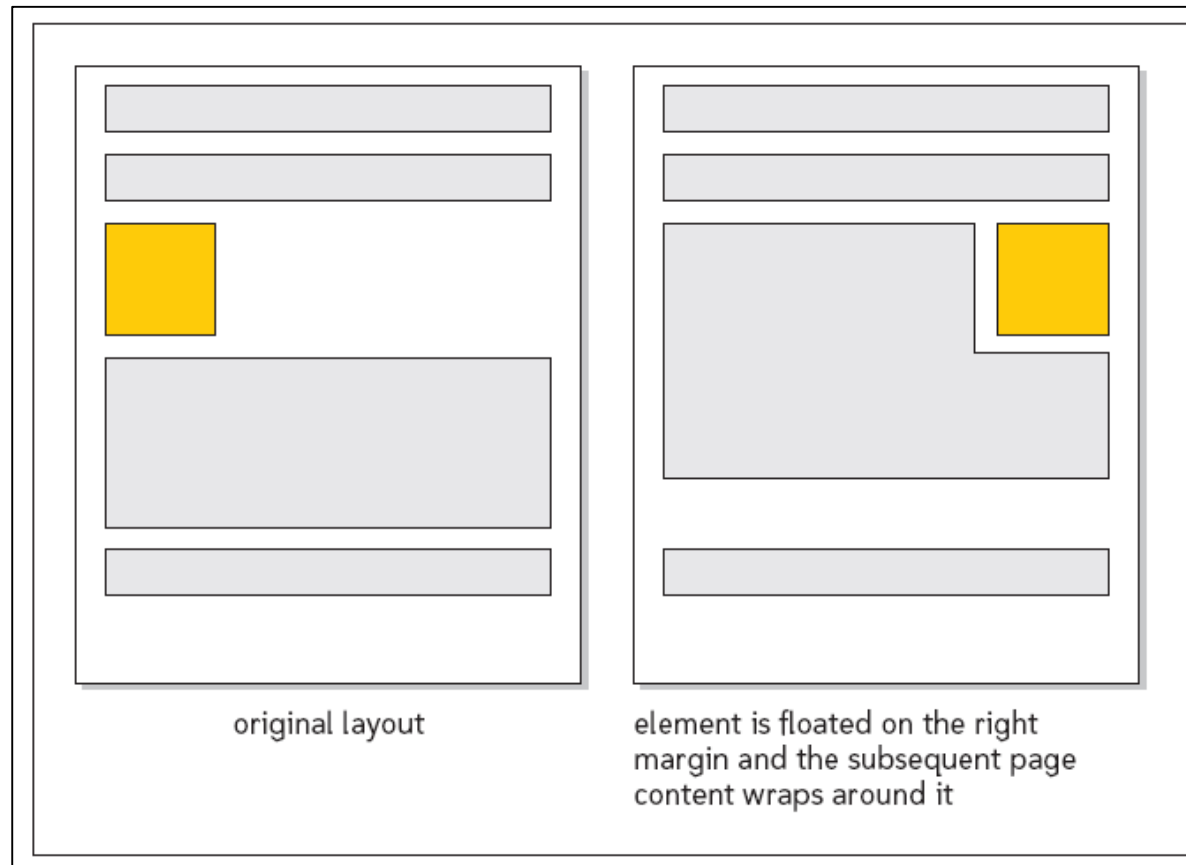 original layout
element is floated on the right
margin and the subsequent page
content wraps around it